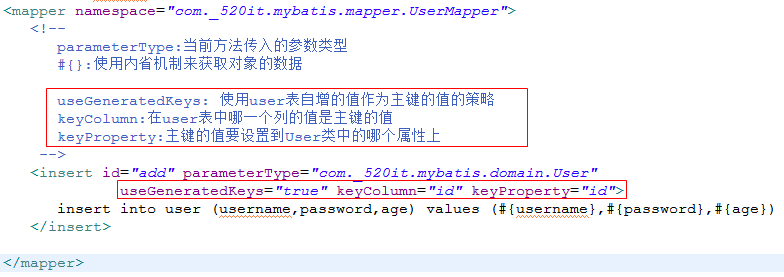 <mapper namespace="com._520it.mybatis.mapper.UserMapper">
<!--
parameterType:当前方法传入的参数类型
#{}:使用内省机制来获取对象的数据
useGeneratedKeys: 使用user表自增的值作为主键的值的策略
keyColumn:在user表中哪一个列的值是主键的值
keyProperty:主键的值要设置到User类中的哪个属性上
-->
<insert id="add" parameterType="com._520it.mybatis.domain.User"
useGeneratedKeys="true" keyColumn="id" keyProperty="id">
insert into user (username,password,age) values (#{username},#{password},#{age})
</insert>
</mapper>